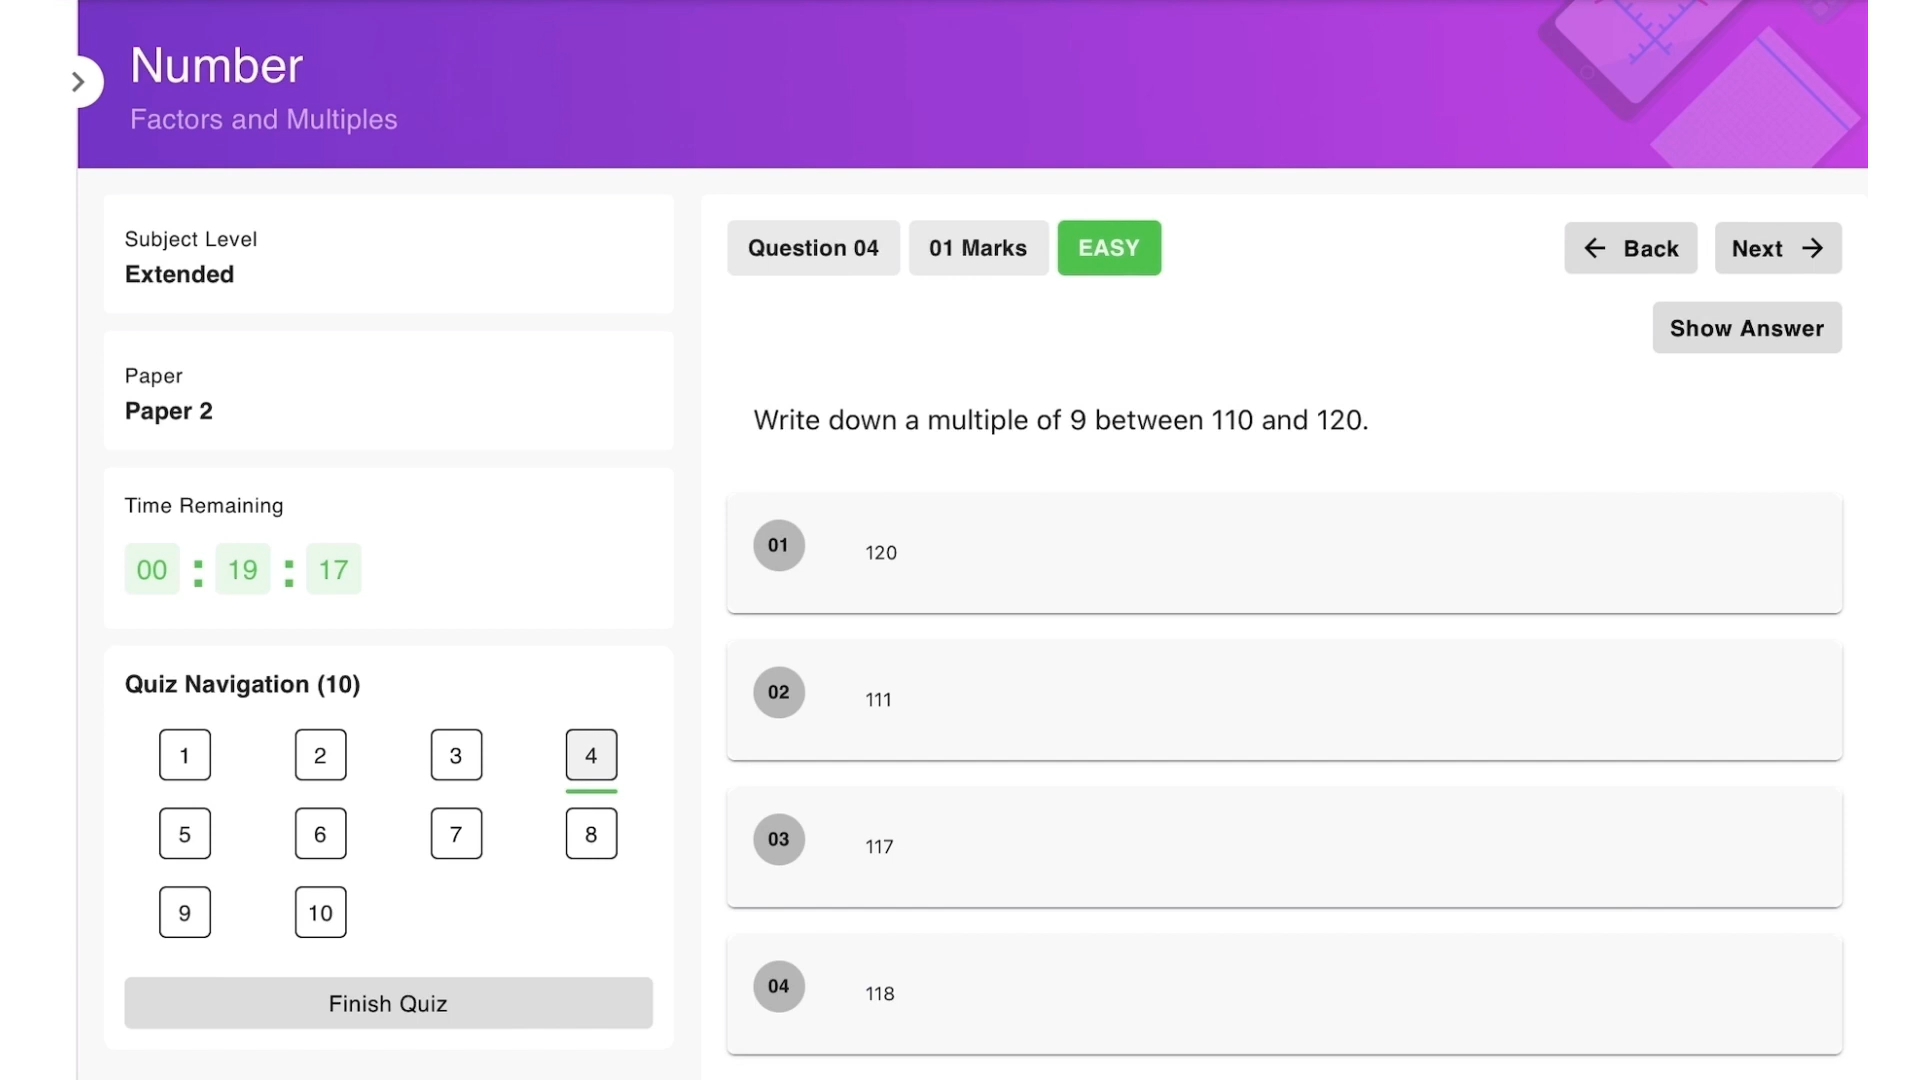 Number
Factors and Multiples
Subject Level
Extended
Paper
Paper 2
Time Remaining
00 : 19 : 17
Quiz Navigation (10)
1 2 3 4
5 6 7 8
9 10
Finish Quiz
Question 04 01 Marks EASY
Back Next
Show Answer
Write down a multiple of 9 between 110 and 120.
01 120
02 111
03 117
04 118